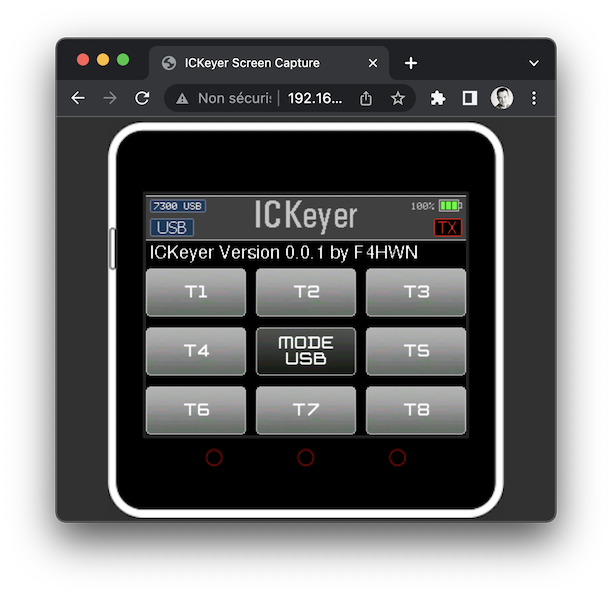 ICKeyer Screen Capture
Non sécuris 192.16...
7300 USB ICKeyer 100%
USB TX
ICKeyer Version 0.0.1 by F4HWN
T1 T2 T3
T4 MODE USB T5
T6 T7 T8